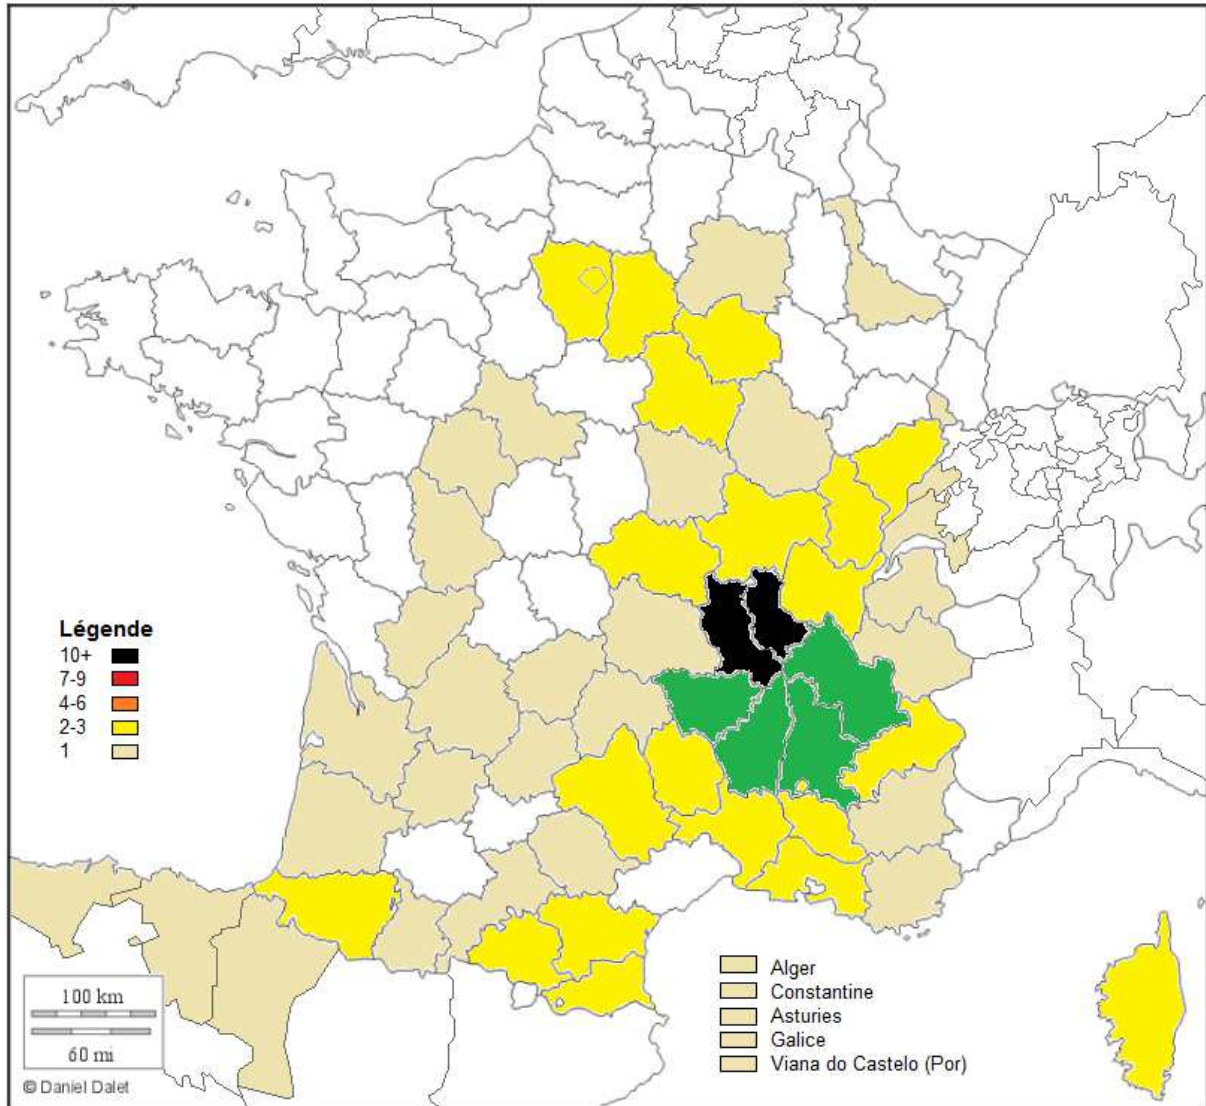 Légende
10+
7-9
4-6
2-3
1
100 km
60 mi
© Daniel Dalet
Alger
Constantine
Asturies
Galice
Viana do Castelo (Por)